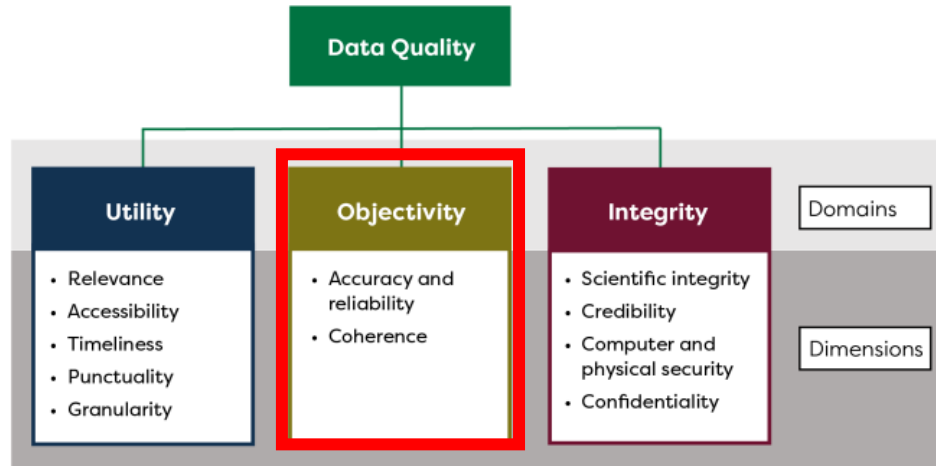 Data Quality
Utility
Objectivity
Integrity
Domains
• Relevance
• Accessibility
• Timeliness
• Punctuality
• Granularity
• Accuracy and
reliability
• Coherence
• Scientific integrity
• Credibility
• Computer and
physical security
• Confidentiality
Dimensions